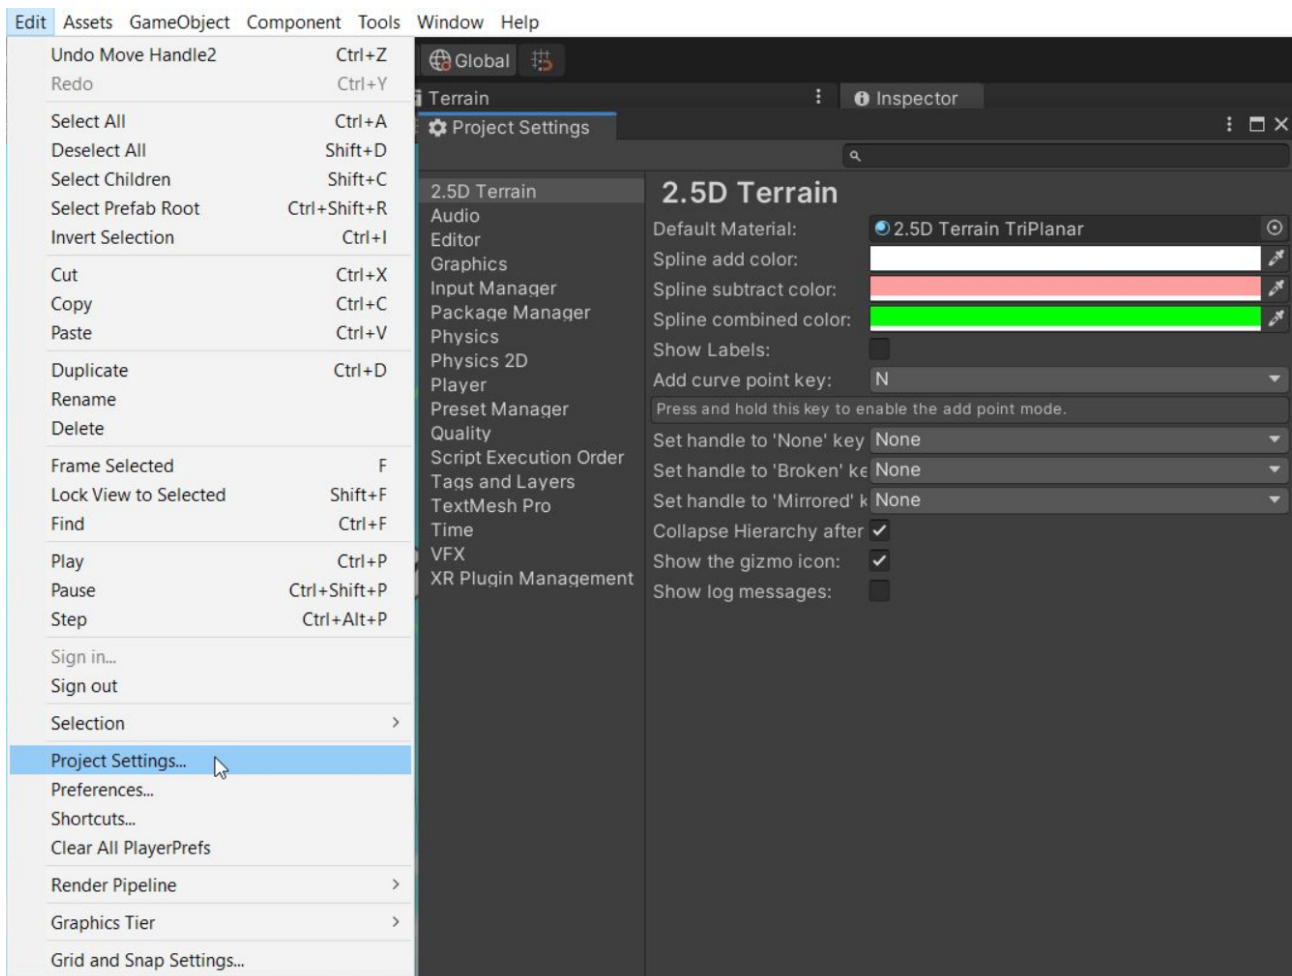 Edit Assets GameObject Component Tools Window Help
Undo Move Handle2 Ctrl+Z
Redo Ctrl+Y
Select All Ctrl+A
Deselect All Shift+D
Select Children Shift+C
Select Prefab Root Ctrl+Shift+R
Invert Selection Ctrl+I
Cut Ctrl+X
Copy Ctrl+C
Paste Ctrl+V
Duplicate Ctrl+D
Rename
Delete
Frame Selected F
Lock View to Selected Shift+F
Find Ctrl+F
Play Ctrl+P
Pause Ctrl+Shift+P
Step Ctrl+Alt+P
Sign in...
Sign out
Selection
Project Settings...
Preferences...
Shortcuts...
Clear All PlayerPrefs
Render Pipeline
Graphics Tier
Grid and Snap Settings...
Global
Terrain
Inspector
Project Settings
2.5D Terrain
Audio
Editor
Graphics
Input Manager
Package Manager
Physics
Physics 2D
Player
Preset Manager
Quality
Script Execution Order
Tags and Layers
TextMesh Pro
Time
VFX
XR Plugin Management
2.5D Terrain
Default Material: 2.5D Terrain TriPlanar
Spline add color:
Spline subtract color:
Spline combined color:
Show Labels:
Add curve point key: N
Press and hold this key to enable the add point mode.
Set handle to 'None' key None
Set handle to 'Broken' ke None
Set handle to 'Mirrored' k None
Collapse Hierarchy after
Show the gizmo icon:
Show log messages: